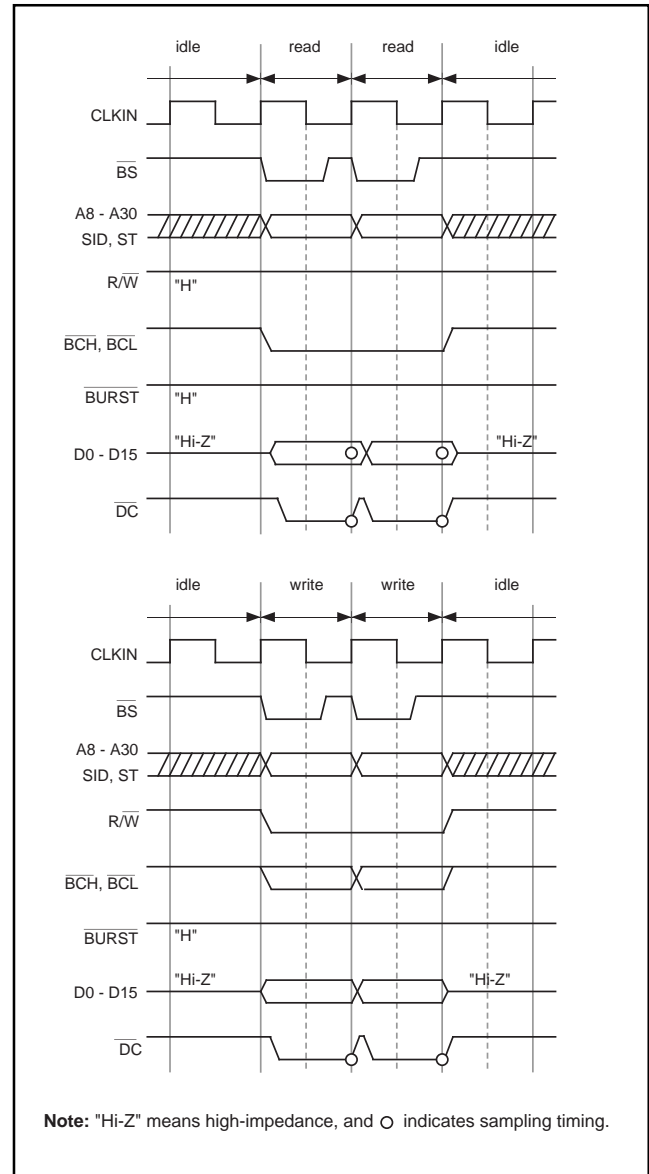 idle read read idle
CLKIN
BS
A8 - A30
SID, ST
R/W "H"
BCH, BCL
BURST "H"
"Hi-Z" "Hi-Z"
D0 - D15
DC
idle write write idle
CLKIN
BS
A8 - A30
SID, ST
R/W
BCH, BCL
BURST "H"
"Hi-Z" "Hi-Z"
D0 - D15
DC
Note: "Hi-Z" means high-impedance, and ○ indicates sampling timing.